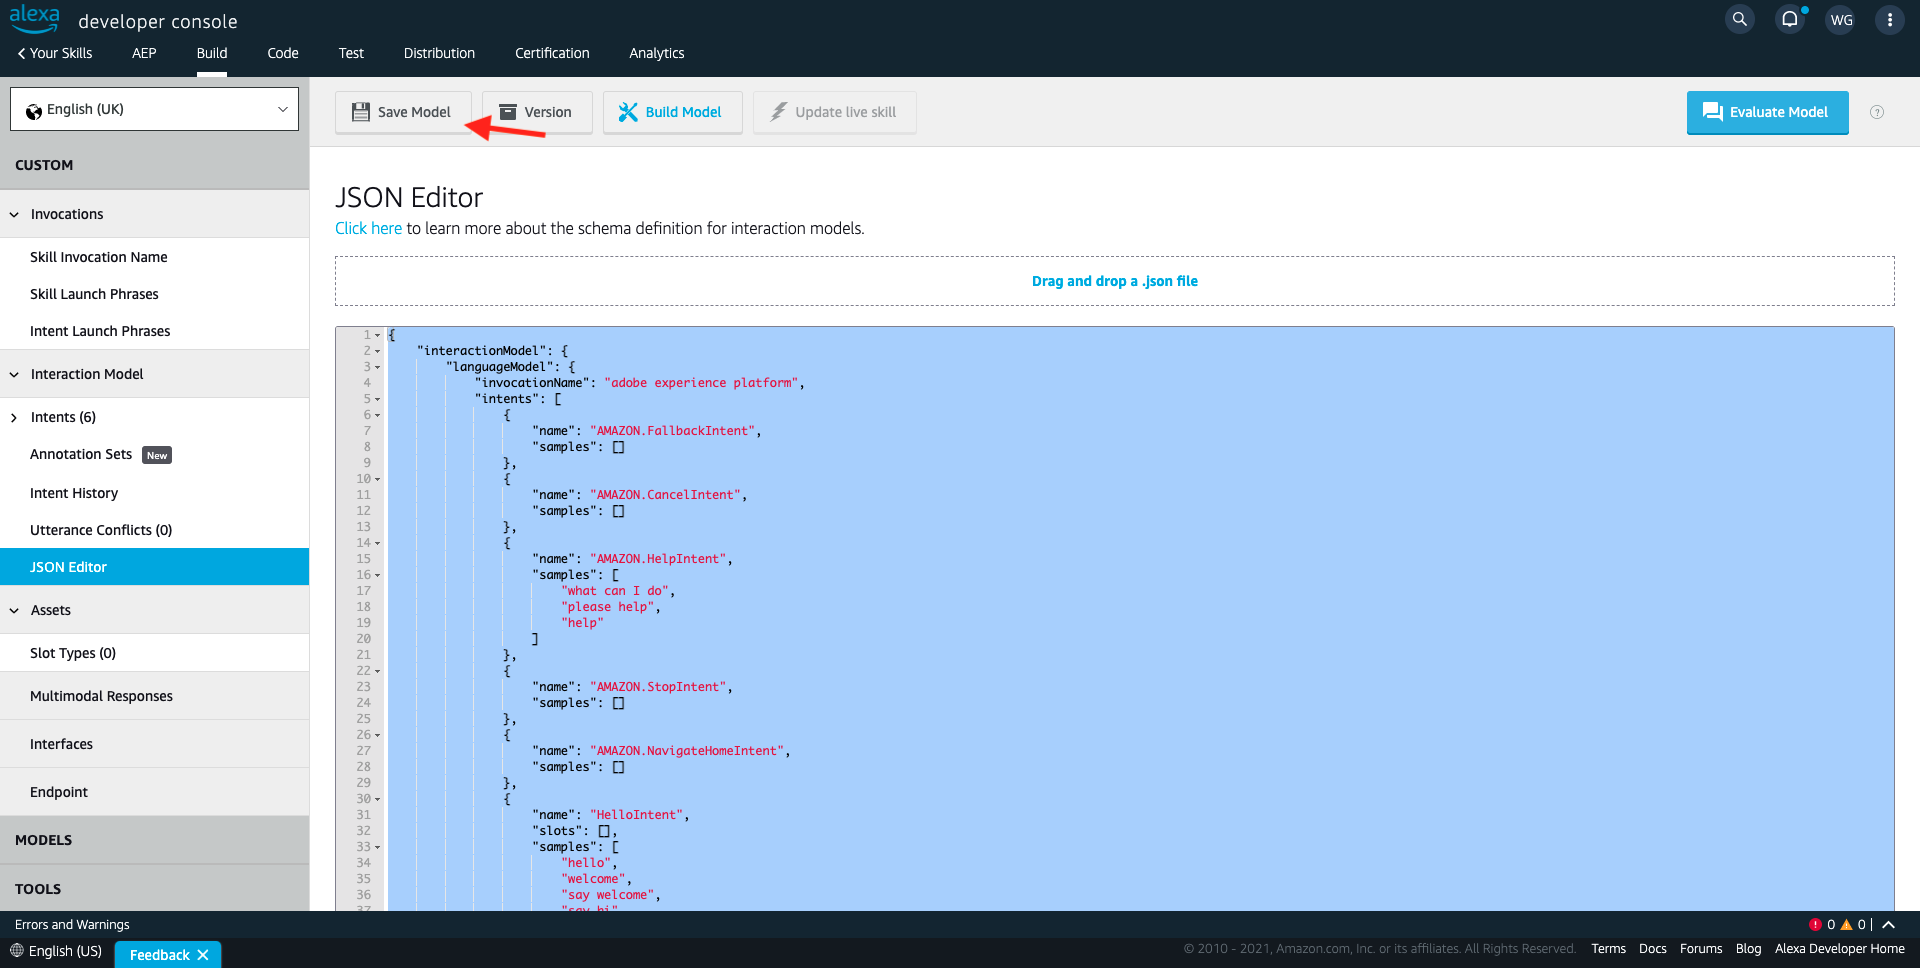 alexa developer console
WG
Your Skills AEP Build Code Test Distribution Certification Analytics
English (UK)
Save Model Version Build Model Update live skill Evaluate Model ?
CUSTOM
Invocations
Skill Invocation Name
Skill Launch Phrases
Intent Launch Phrases
Interaction Model
Intents (6)
Annotation Sets New
Intent History
Utterance Conflicts (0)
JSON Editor
Assets
Slot Types (0)
Multimodal Responses
Interfaces
Endpoint
MODELS
TOOLS
JSON Editor
Click here to learn more about the schema definition for interaction models.
Drag and drop a .json file
1 {
2 "interactionModel": {
3 "languageModel": {
4 "invocationName": "adobe experience platform",
5 "intents": [
6 {
7 "name": "AMAZON.FallbackIntent",
8 "samples": []
9 },
10 {
11 "name": "AMAZON.CancelIntent",
12 "samples": []
13 },
14 {
15 "name": "AMAZON.HelpIntent",
16 "samples": [
17 "what can I do",
18 "please help",
19 "help"
20 ]
21 },
22 {
23 "name": "AMAZON.StopIntent",
24 "samples": []
25 },
26 {
27 "name": "AMAZON.NavigateHomeIntent",
28 "samples": []
29 },
30 {
31 "name": "HelloIntent",
32 "slots": [],
33 "samples": [
34 "hello",
35 "welcome",
36 "say welcome",
37 "say hi"
Errors and Warnings
! 0 0 |
English (US)
Feedback
© 2010 - 2021, Amazon.com, Inc. or its affiliates. All Rights Reserved. Terms Docs Forums Blog Alexa Developer Home